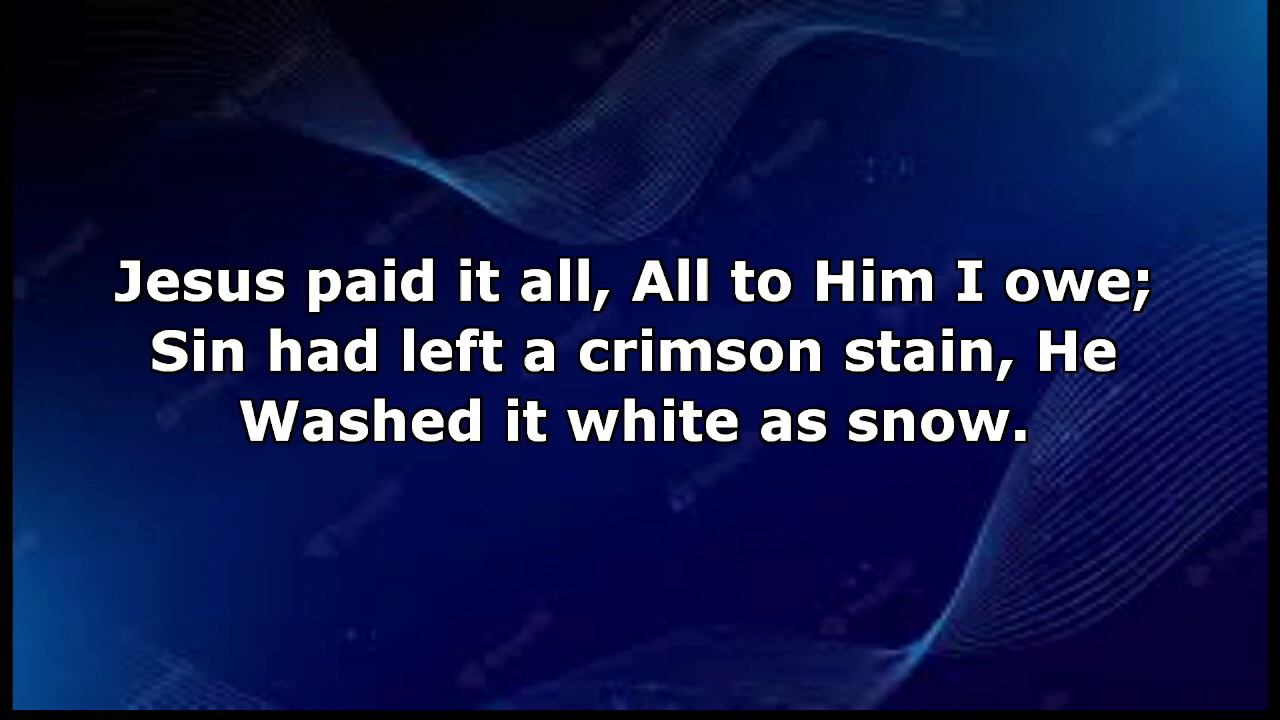 Jesus paid it all, All to Him I owe;
Sin had left a crimson stain, He
Washed it white as snow.